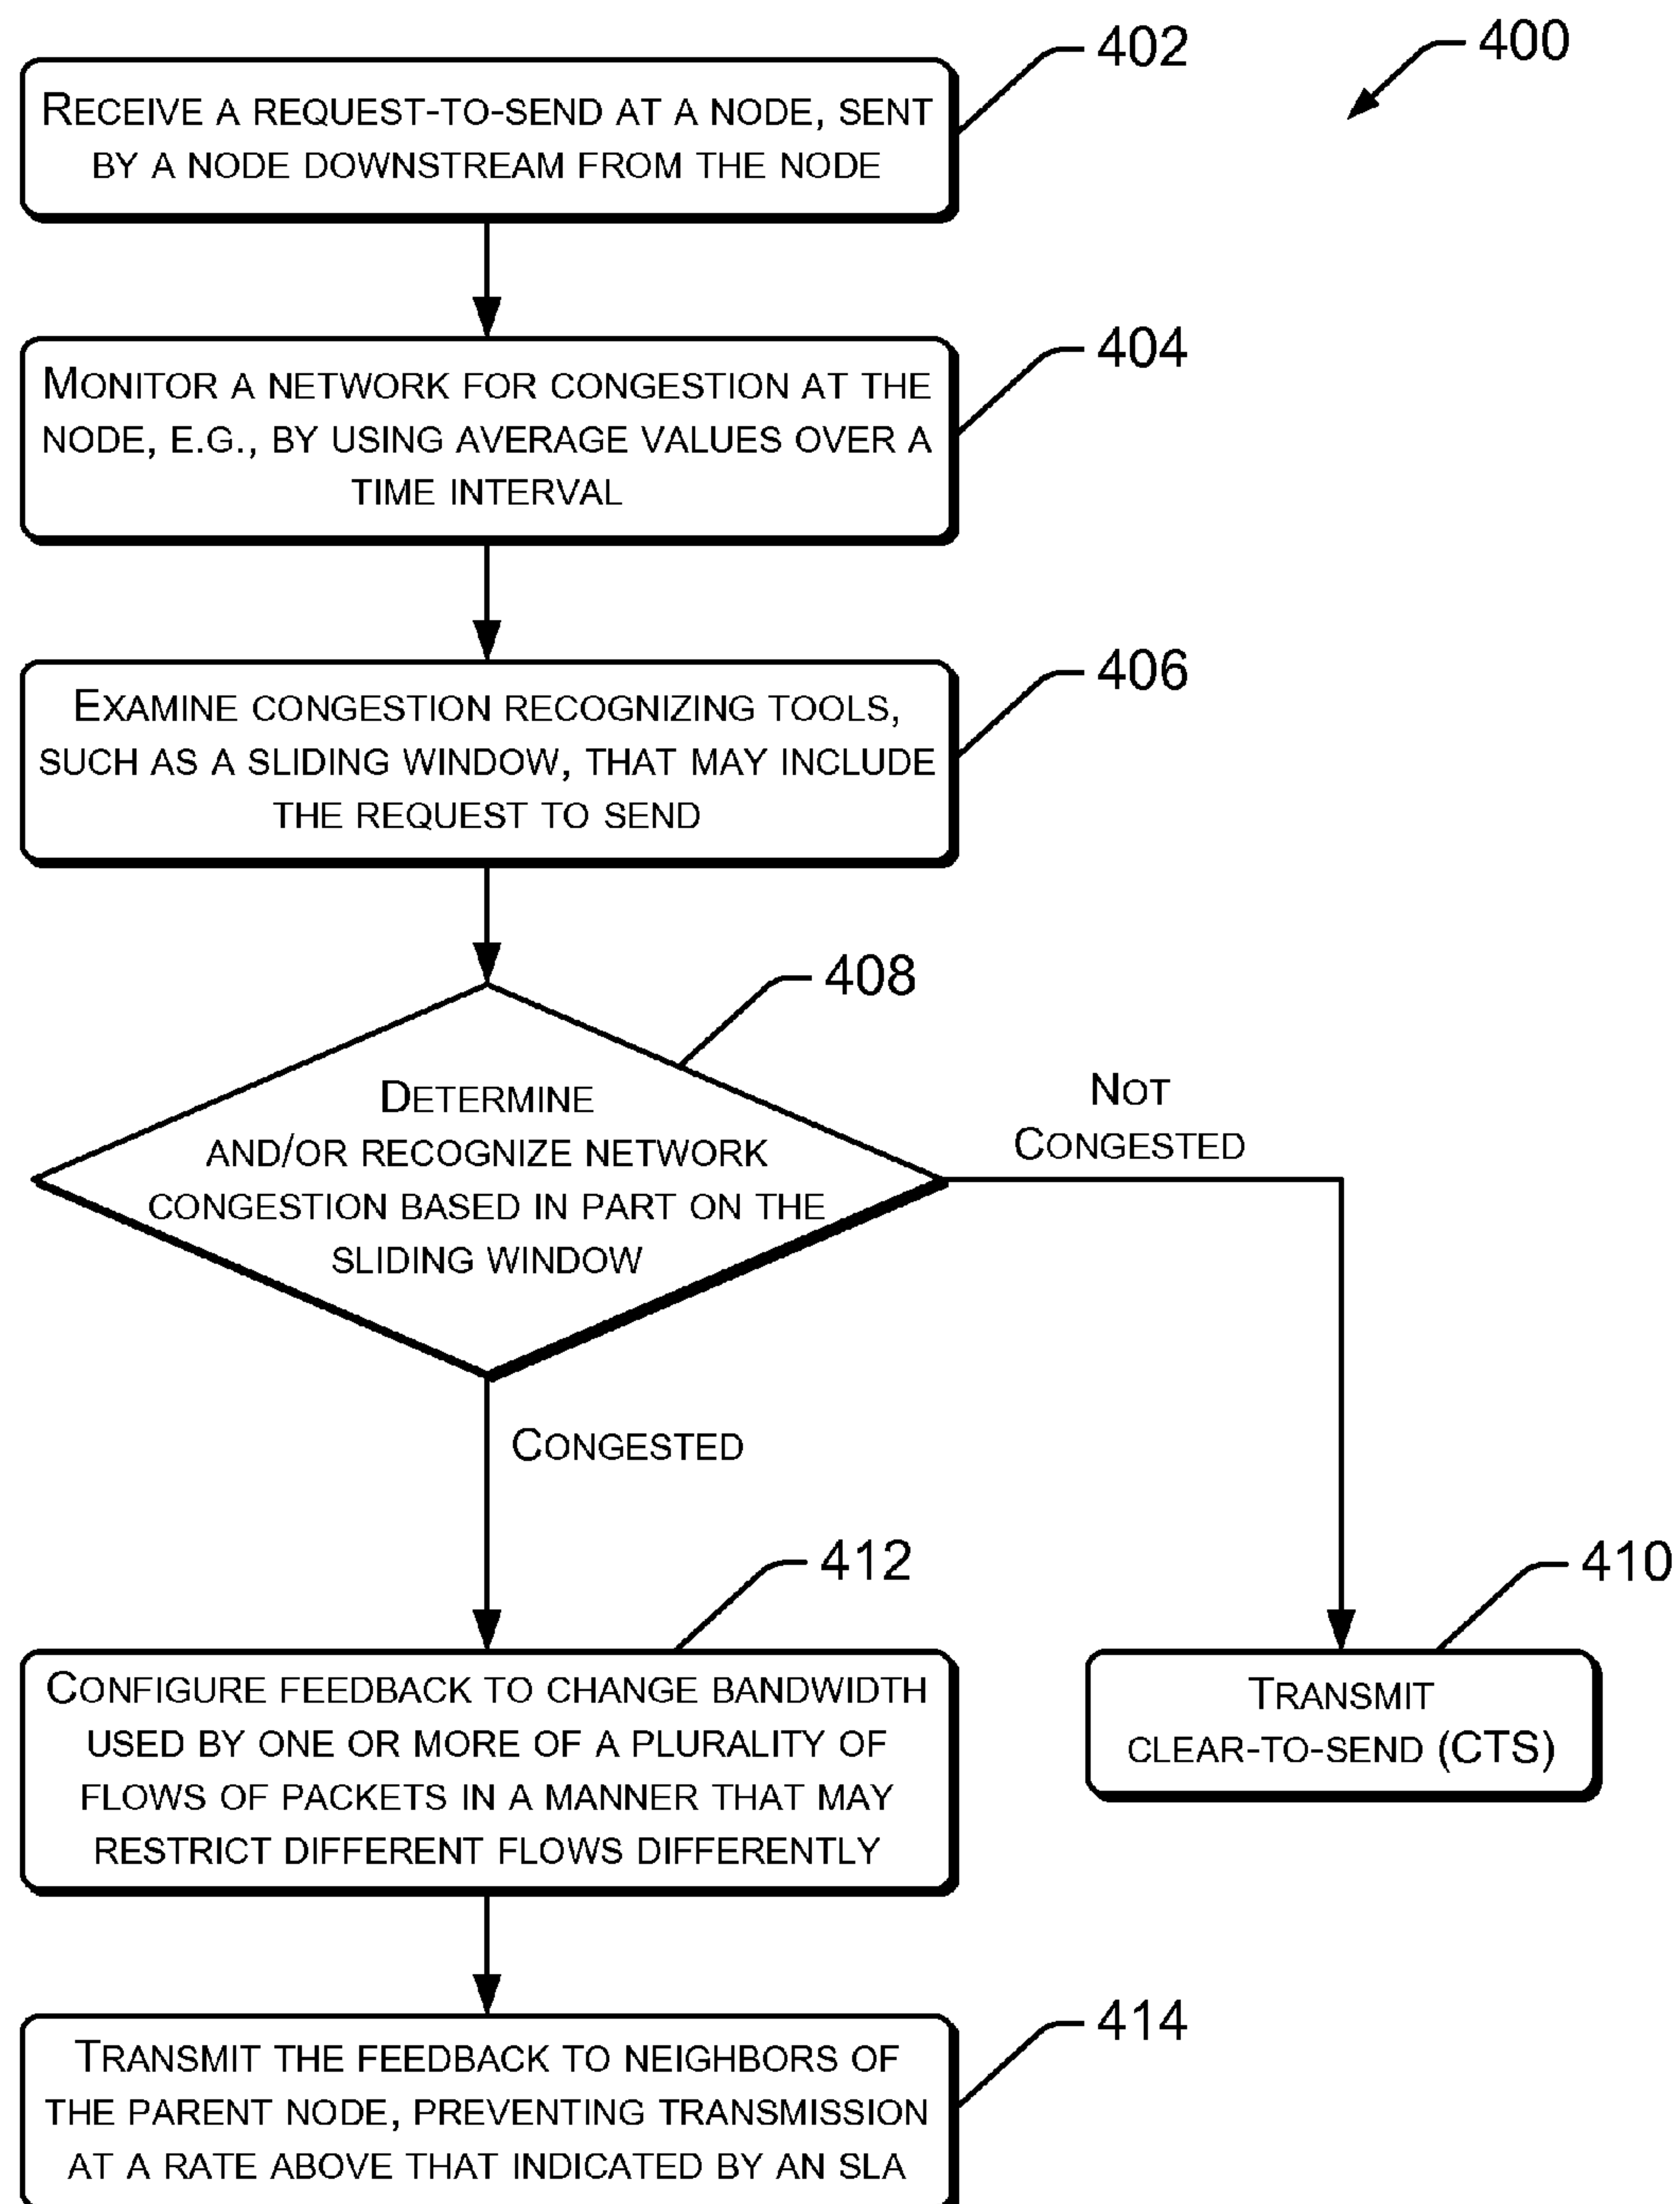 400
402
RECEIVE A REQUEST-TO-SEND AT A NODE, SENT
BY A NODE DOWNSTREAM FROM THE NODE
404
MONITOR A NETWORK FOR CONGESTION AT THE
NODE, E.G., BY USING AVERAGE VALUES OVER A
TIME INTERVAL
406
EXAMINE CONGESTION RECOGNIZING TOOLS,
SUCH AS A SLIDING WINDOW, THAT MAY INCLUDE
THE REQUEST TO SEND
408
DETERMINE
AND/OR RECOGNIZE NETWORK
CONGESTION BASED IN PART ON THE
SLIDING WINDOW
NOT
CONGESTED
CONGESTED
412
CONFIGURE FEEDBACK TO CHANGE BANDWIDTH
USED BY ONE OR MORE OF A PLURALITY OF
FLOWS OF PACKETS IN A MANNER THAT MAY
RESTRICT DIFFERENT FLOWS DIFFERENTLY
410
TRANSMIT
CLEAR-TO-SEND (CTS)
414
TRANSMIT THE FEEDBACK TO NEIGHBORS OF
THE PARENT NODE, PREVENTING TRANSMISSION
AT A RATE ABOVE THAT INDICATED BY AN SLA